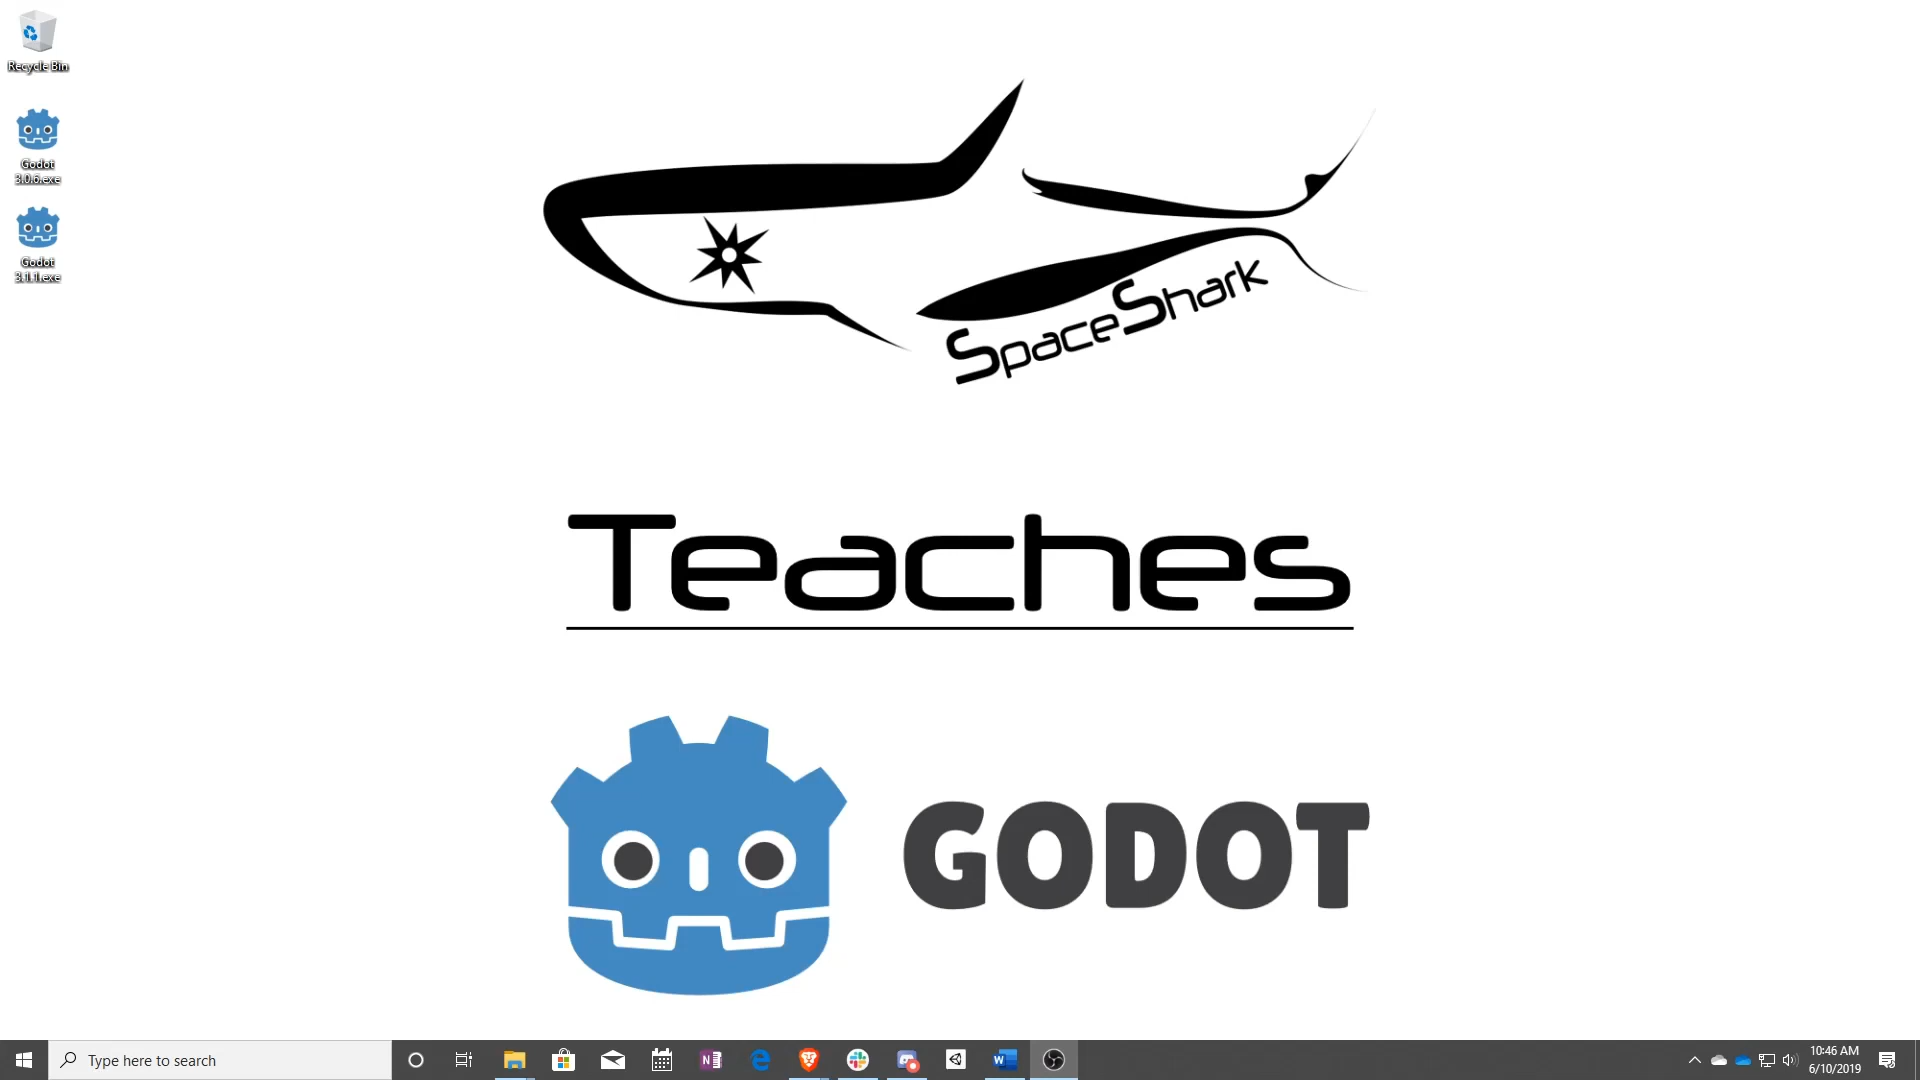 Recycle Bin
Godot
3.0.6.exe
Godot
3.1.1.exe
SpaceShark
Teaches
GODOT
Type here to search
N
W
10:46 AM
6/10/2019